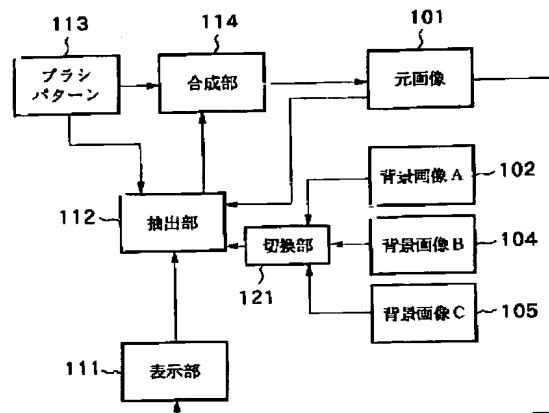 113
114
101
ブラシ
パターン
合成部
元画像
背景画像A
102
112
抽出部
切換部
背景画像B
104
121
背景画像C
105
111
表示部